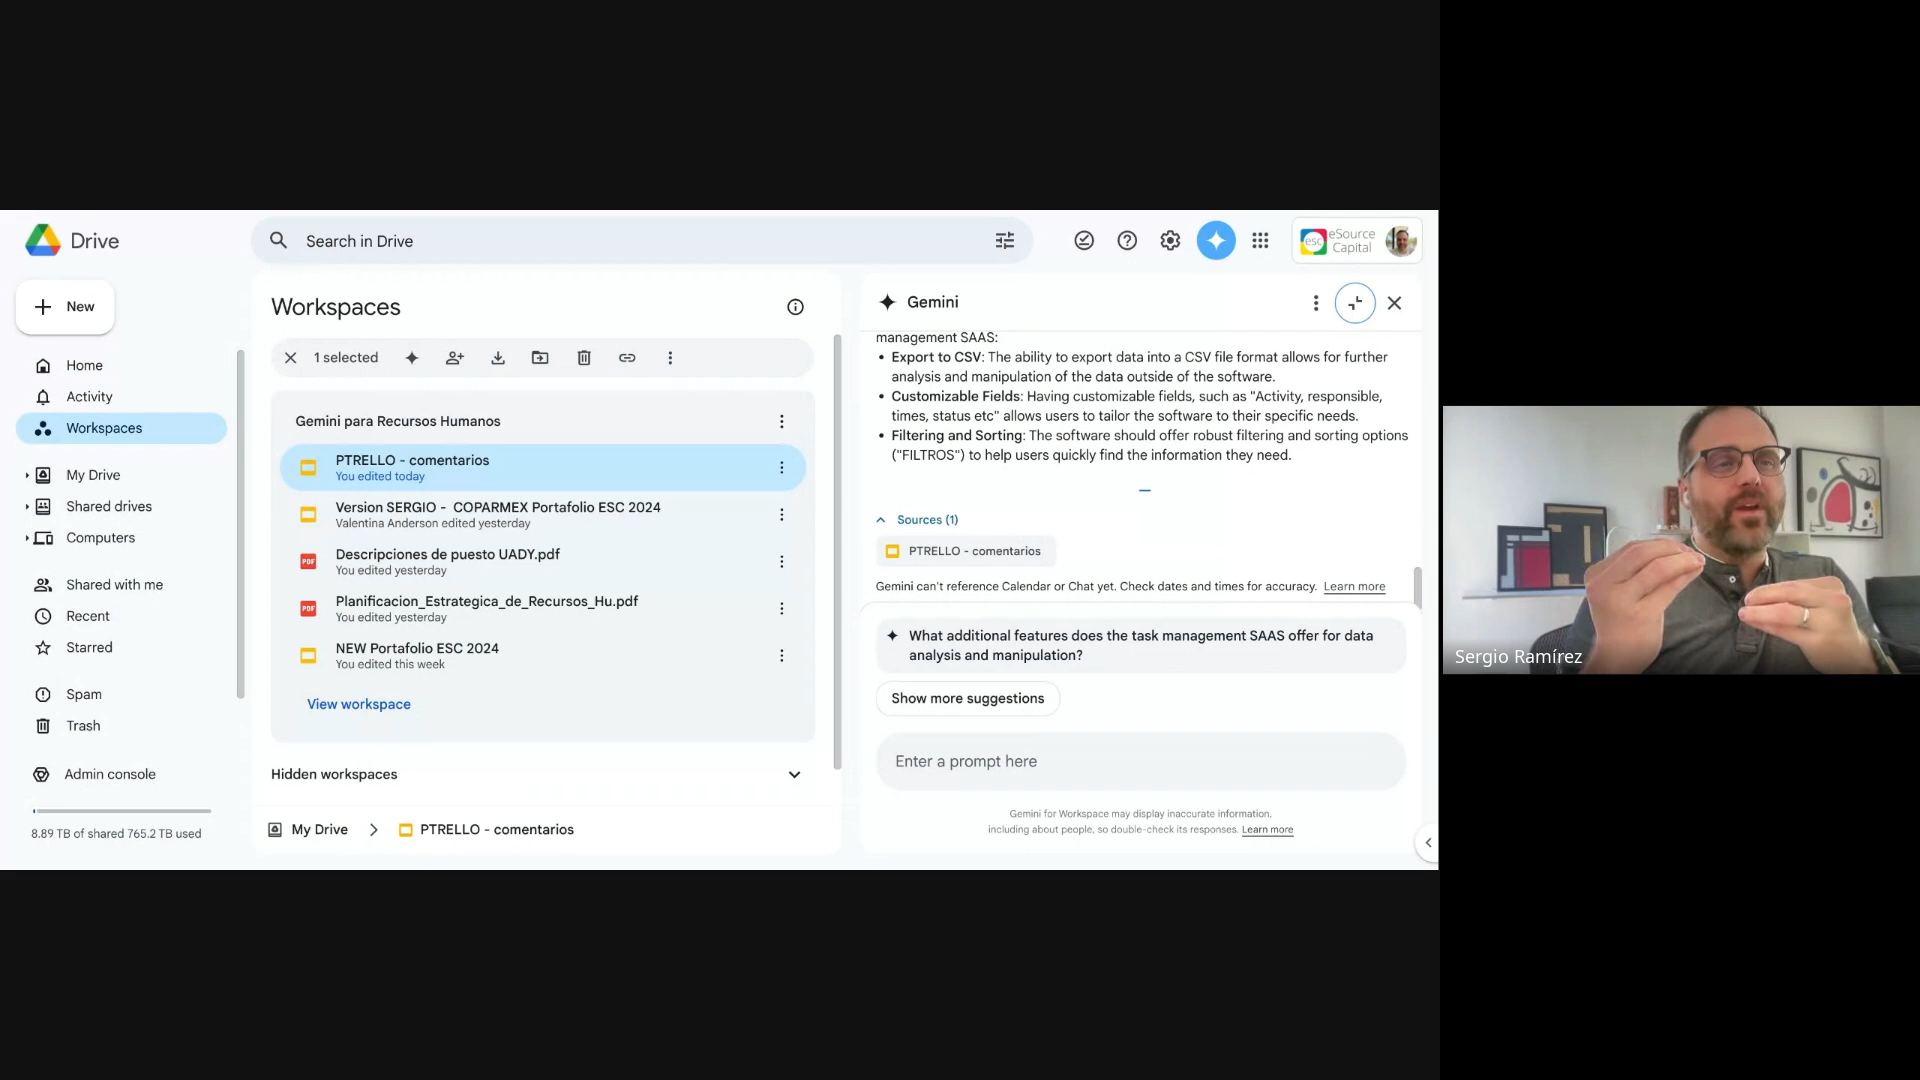 Drive
Search in Drive
esc
eSource
Capital
New
Home
Activity
Workspaces
My Drive
Shared drives
Computers
Shared with me
Recent
Starred
Spam
Trash
Admin console
8.89 TB of shared 765.2 TB used
Workspaces
1 selected
Gemini para Recursos Humanos
PTRELLO - comentarios
You edited today
Version SERGIO - COPARMEX Portafolio ESC 2024
Valentina Anderson edited yesterday
PDF
Descripciones de puesto UADY.pdf
You edited yesterday
PDF
Planificacion_Estrategica_de_Recursos_Hu.pdf
You edited yesterday
NEW Portafolio ESC 2024
You edited this week
View workspace
Hidden workspaces
My Drive
PTRELLO - comentarios
Gemini
management SAAS:
• Export to CSV: The ability to export data into a CSV file format allows for further
analysis and manipulation of the data outside of the software.
• Customizable Fields: Having customizable fields, such as "Activity, responsible,
times, status etc" allows users to tailor the software to their specific needs.
• Filtering and Sorting: The software should offer robust filtering and sorting options
("FILTROS") to help users quickly find the information they need.
Sources (1)
PTRELLO - comentarios
Gemini can't reference Calendar or Chat yet. Check dates and times for accuracy. Learn more
What additional features does the task management SAAS offer for data
analysis and manipulation?
Show more suggestions
Enter a prompt here
Gemini for Workspace may display inaccurate information,
including about people, so double-check its responses. Learn more
Sergio Ramírez